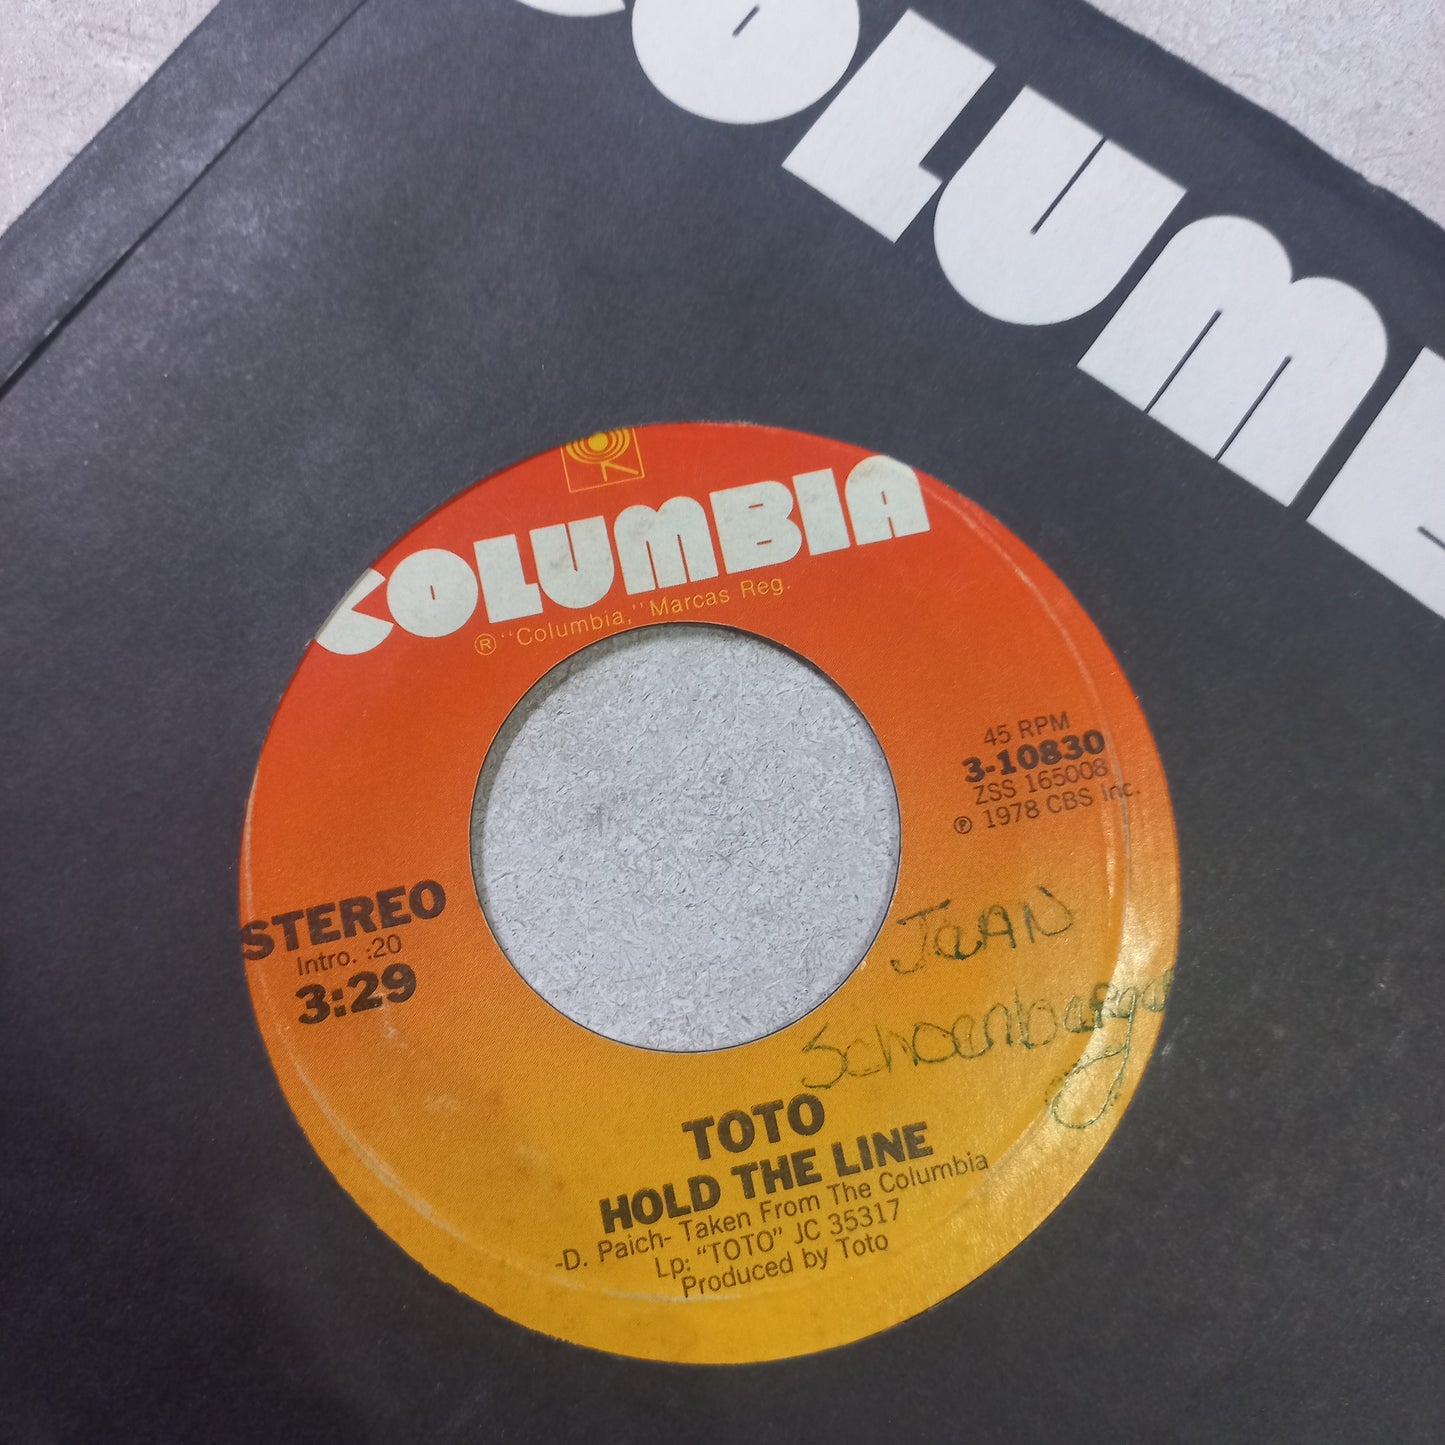 COLUMB
COLUMBIA
® "Columbia," Marcas Reg.
45 RPM
3-10830
ZSS 165008
℗ 1978 CBS Inc.
STEREO
Intro. :20
3:29
Schoenberger
TOTO
HOLD THE LINE
-D. Paich- Taken From The Columbia
Lp: "TOTO" JC 35317
Produced by Toto